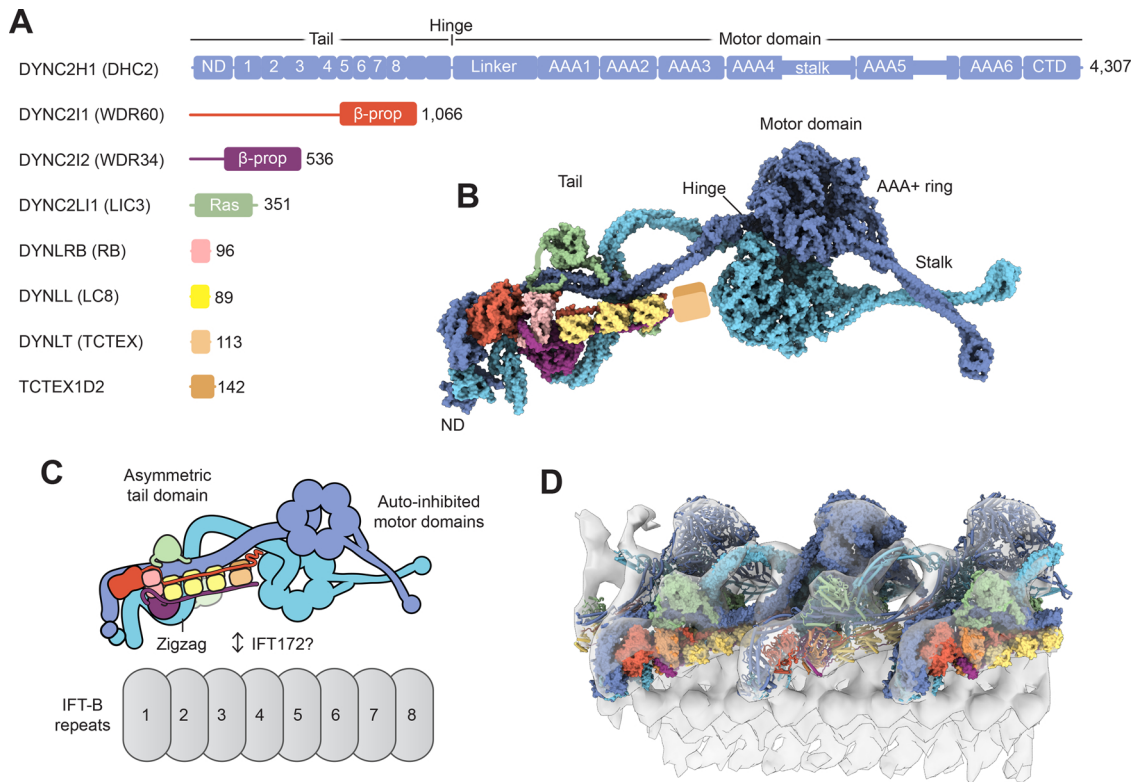 A
Tail
Hinge
Motor domain
DYNC2H1 (DHC2)
ND 1 2 3 4 5 6 7 8 Linker AAA1 AAA2 AAA3 AAA4 stalk AAA5 AAA6 CTD 4,307
DYNC2I1 (WDR60)
β-prop 1,066
DYNC2I2 (WDR34)
β-prop 536
DYNC2LI1 (LIC3)
Ras 351
DYNLRB (RB)
96
DYNLL (LC8)
89
DYNLT (TCTEX)
113
TCTEX1D2
142
B
Tail
Hinge
Motor domain
AAA+ ring
Stalk
ND
C
Asymmetric
tail domain
Auto-inhibited
motor domains
Zigzag
IFT172?
IFT-B
repeats
1 2 3 4 5 6 7 8
D